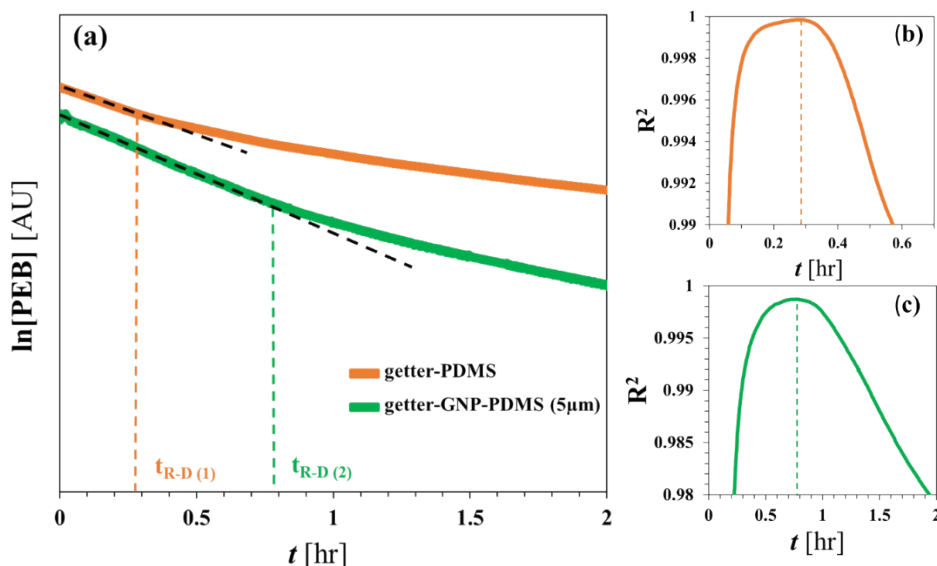 (a)
ln[PEB] [AU]
getter-PDMS
getter-GNP-PDMS (5µm)
t_R-D (1)
t_R-D (2)
0
0.5
1
1.5
2
t [hr]
(b)
R²
1
0.998
0.996
0.994
0.992
0.99
0
0.2
0.4
0.6
t [hr]
(c)
R²
1
0.995
0.99
0.985
0.98
0
0.5
1
1.5
2
t [hr]